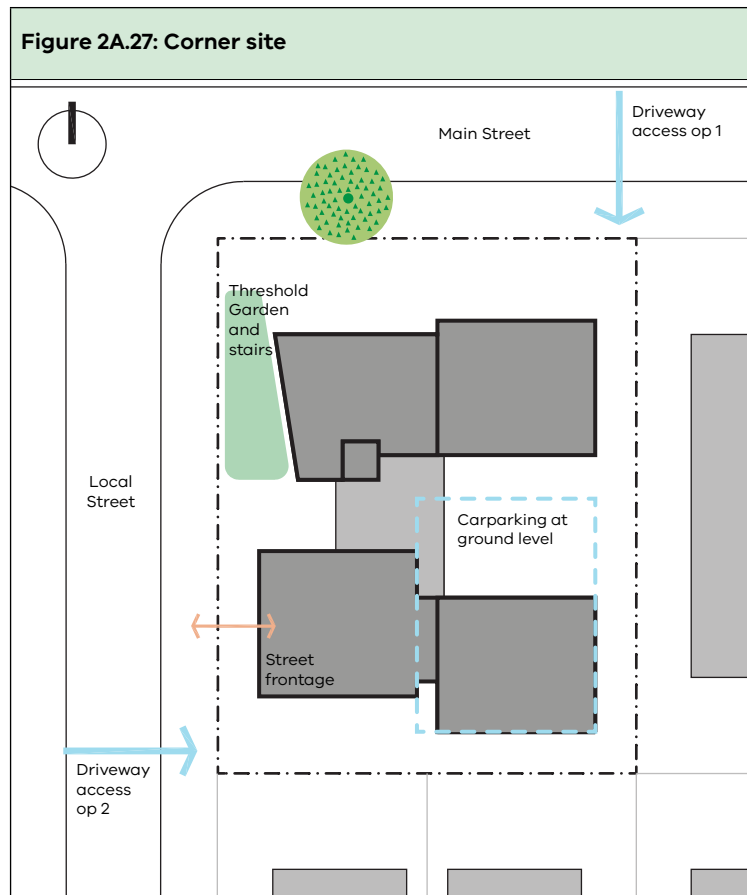 Figure 2A.27: Corner site
Main Street
Driveway
access op 1
Threshold
Garden
and
stairs
Local
Street
Carparking at
ground level
Street
frontage
Driveway
access
op 2